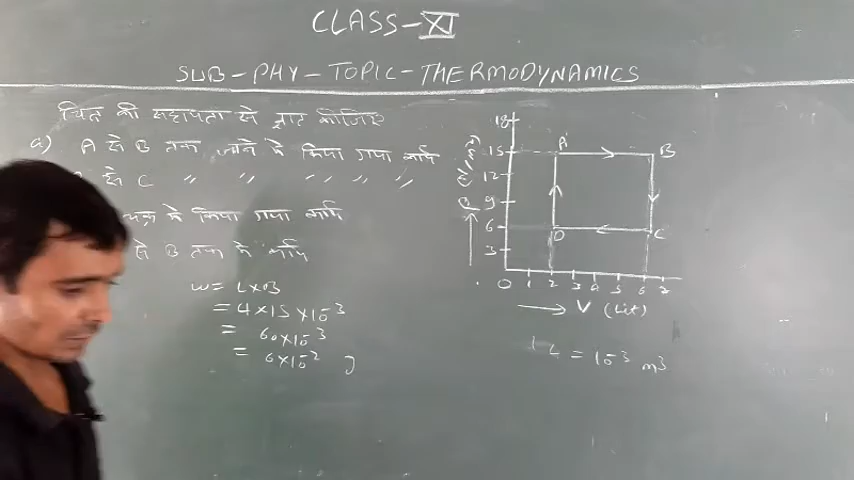 CLASS-XI
SUB-PHY-TOPIC-THERMODYNAMICS
चित्र की सहायता से ज्ञात कीजिए
a) A से B तक जाने में किया गया कार्य
से C " " " " "
चक्र में किया गया कार्य
से B तक में कार्य
W = L×B
= 4×15×10⁻³
= 60×10⁻³
= 6×10⁻² J
18
15
12
9
6
3
A
B
C
D
0 1 2 3 4 5 6 7
V (Lit)
1 L = 10⁻³ m³